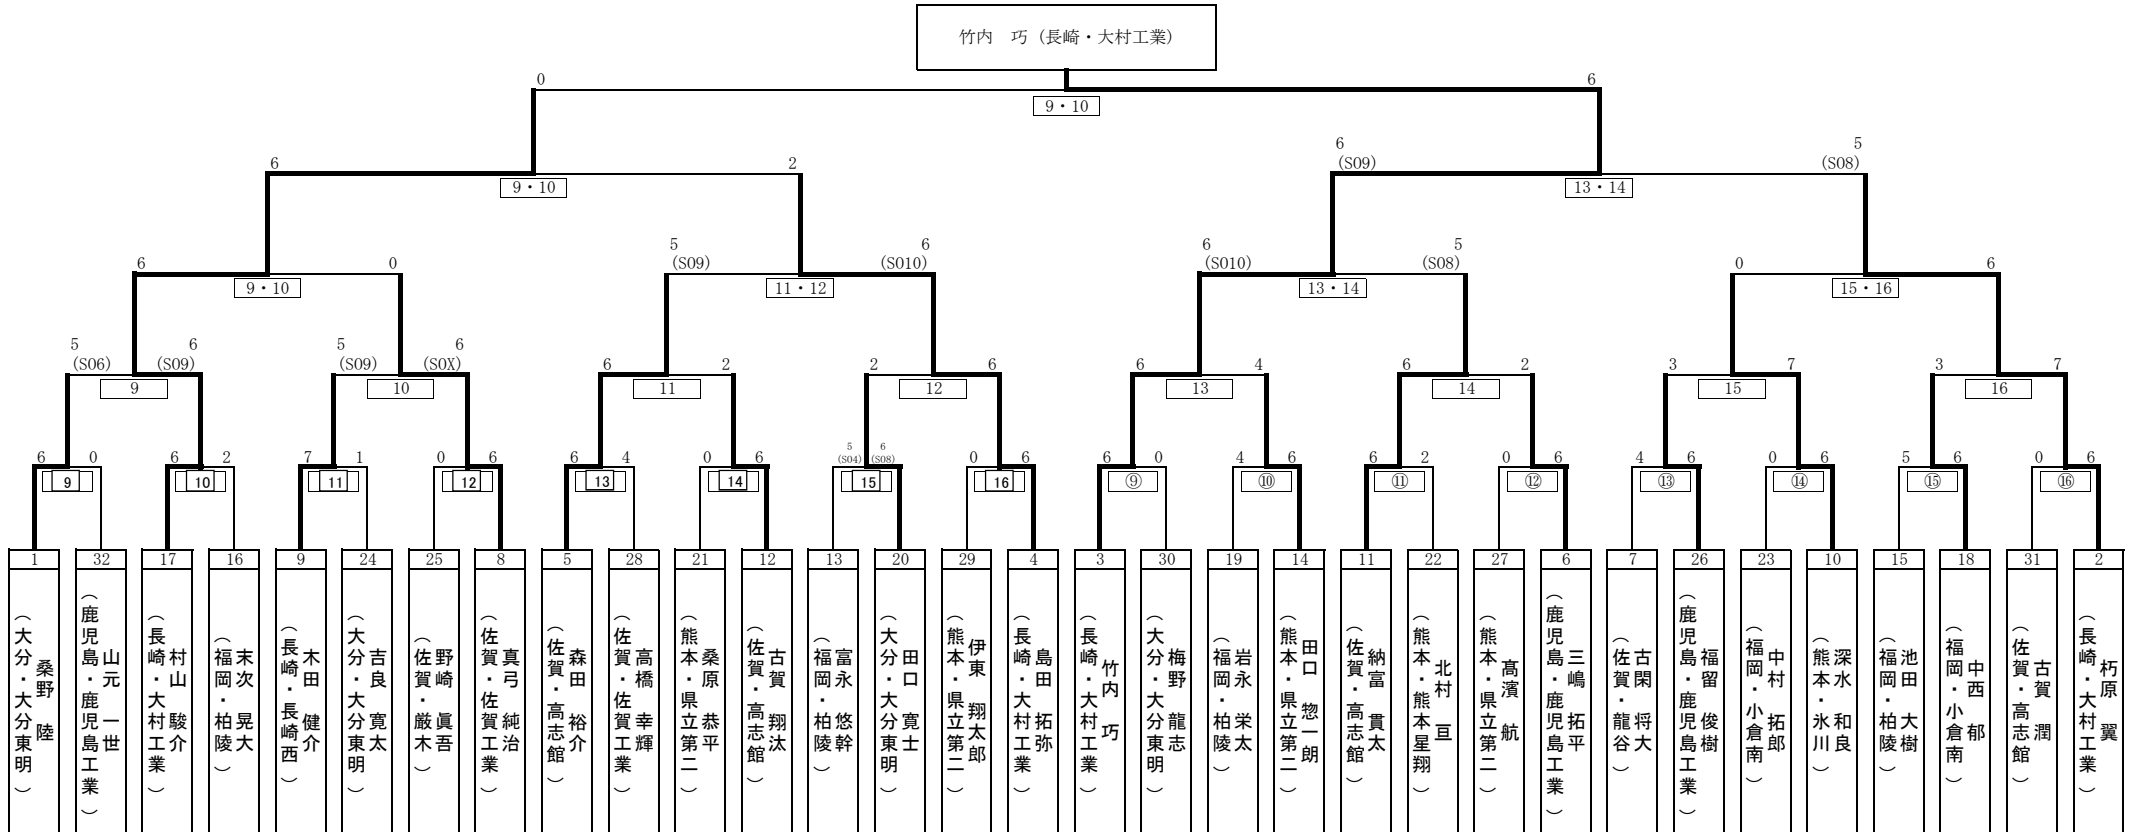 竹内　巧（長崎・大村工業）
0 6
9・10
6 5
6 2 (S09) (S08)
9・10 13・14
5 6 6 5
6 0 (S09) (S010) (S010) (S08) 0 6
9・10 11・12 13・14 15・16
5 6 5 6
(S06) (S09) (S09) (S0X) 6 2 2 6 6 4 6 2 3 7 3 7
9 10 11 12 13 14 15 16
5 6
6 0 6 2 7 1 0 6 6 4 0 6 (S04) (S08) 0 6 6 0 4 6 6 2 0 6 4 6 0 6 5 6 0 6
9 10 11 12 13 14 15 16 ⑨ ⑩ ⑪ ⑫ ⑬ ⑭ ⑮ ⑯
1 32 17 16 9 24 25 8 5 28 21 12 13 20 29 4 3 30 19 14 11 22 27 6 7 26 23 10 15 18 31 2
桑野　陸
（大分・大分東明）
山元　一世
（鹿児島・鹿児島工業）
村山　駿介
（長崎・大村工業）
末次　晃大
（福岡・柏陵）
木田　健介
（長崎・長崎西）
吉良　寛太
（大分・大分東明）
野崎　眞吾
（佐賀・厳木）
真弓　純治
（佐賀・佐賀工業）
森田　裕介
（佐賀・高志館）
高橋　幸輝
（佐賀・佐賀工業）
桑原　恭平
（熊本・県立第二）
古賀　翔汰
（佐賀・高志館）
富永　悠幹
（福岡・柏陵）
田口　寛士
（大分・大分東明）
伊東　翔太郎
（熊本・県立第二）
島田　拓弥
（長崎・大村工業）
竹内　巧
（長崎・大村工業）
梅野　龍志
（大分・大分東明）
岩永　栄太
（福岡・柏陵）
田口　惣一朗
（熊本・県立第二）
納富　貫太
（佐賀・高志館）
北村　亘
（熊本・熊本星翔）
髙濱　航
（熊本・県立第二）
三嶋　拓平
（鹿児島・鹿児島工業）
古閑　将大
（佐賀・龍谷）
福留　俊樹
（鹿児島・鹿児島工業）
中村　拓郎
（福岡・小倉南）
深水　和良
（熊本・氷川）
池田　大樹
（福岡・柏陵）
中西　郁
（福岡・小倉南）
古賀　潤
（佐賀・高志館）
朽原　翼
（長崎・大村工業）